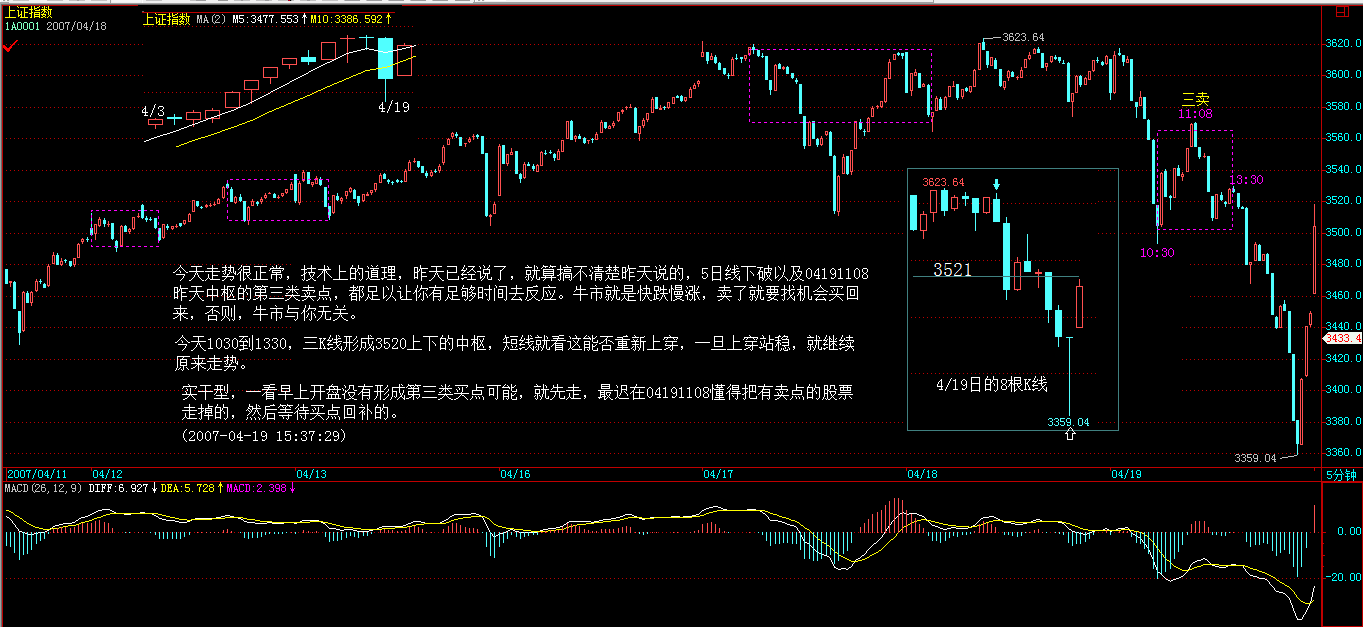 上证指数
1A0001 2007/04/18
上证指数 MA(2) M5:3477.553↑M10:3386.592↑
4/3
4/19
3623.64
三卖
11:08
13:30
10:30
3359.04
3623.64
3521
4/19日的8根K线
3359.04
今天走势很正常，技术上的道理，昨天已经说了，就算搞不清楚昨天说的，5日线下破以及04191108
昨天中枢的第三类卖点，都足以让你有足够时间去反应。牛市就是快跌慢涨，卖了就要找机会买回
来，否则，牛市与你无关。
今天1030到1330，三K线形成3520上下的中枢，短线就看这能否重新上穿，一旦上穿站稳，就继续
原来走势。
实干型，一看早上开盘没有形成第三类买点可能，就先走，最迟在04191108懂得把有卖点的股票
走掉的，然后等待买点回补的。
(2007-04-19 15:37:29)
3620.0
3600.0
3580.0
3560.0
3540.0
3520.0
3500.0
3480.0
3460.0
3440.0
3433.4
3420.0
3400.0
3380.0
3360.0
2007/04/11 04/12 04/13 04/16 04/17 04/18 04/19 5分钟
MACD(26,12,9) DIFF:6.927↓DEA:5.728↑MACD:2.398↓
0.00
-20.00